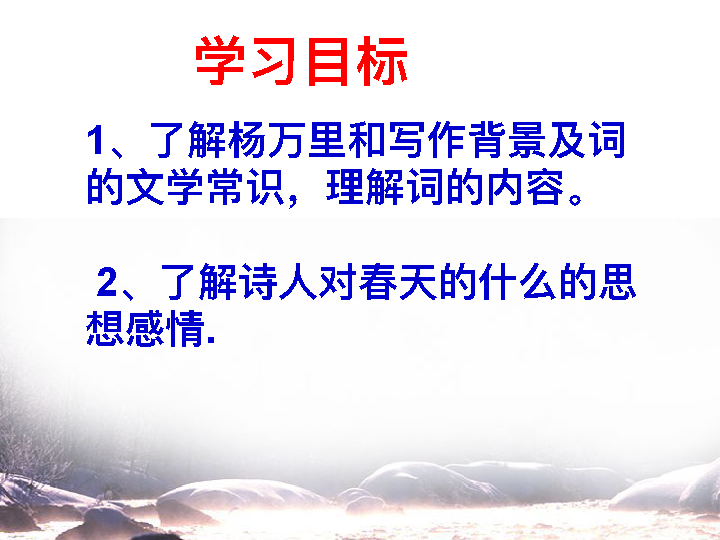 学习目标
1、了解杨万里和写作背景及词
的文学常识，理解词的内容。
2、了解诗人对春天的什么的思
想感情.